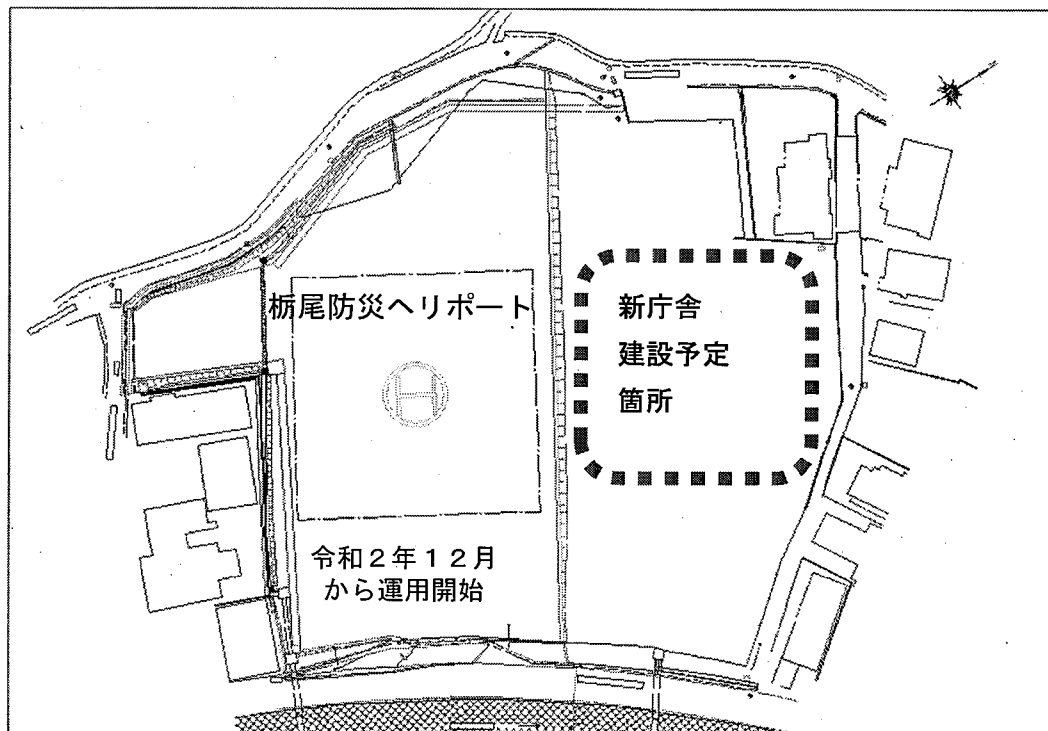 栃尾防災ヘリポート
新庁舎
建設予定
箇所
H
令和２年１２月
から運用開始